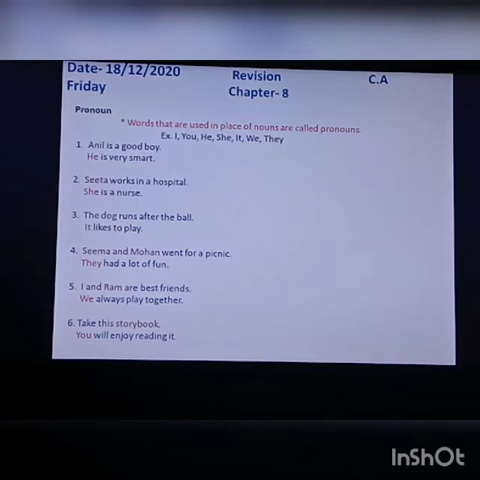 Date- 18/12/2020 Revision C.A
Friday Chapter- 8
Pronoun
* Words that are used in place of nouns are called pronouns.
Ex. I, You, He, She, It, We, They
1. Anil is a good boy.
He is very smart.
2. Seeta works in a hospital.
She is a nurse.
3. The dog runs after the ball.
It likes to play.
4. Seema and Mohan went for a picnic.
They had a lot of fun.
5. I and Ram are best friends.
We always play together.
6. Take this storybook.
You will enjoy reading it.
InShOt